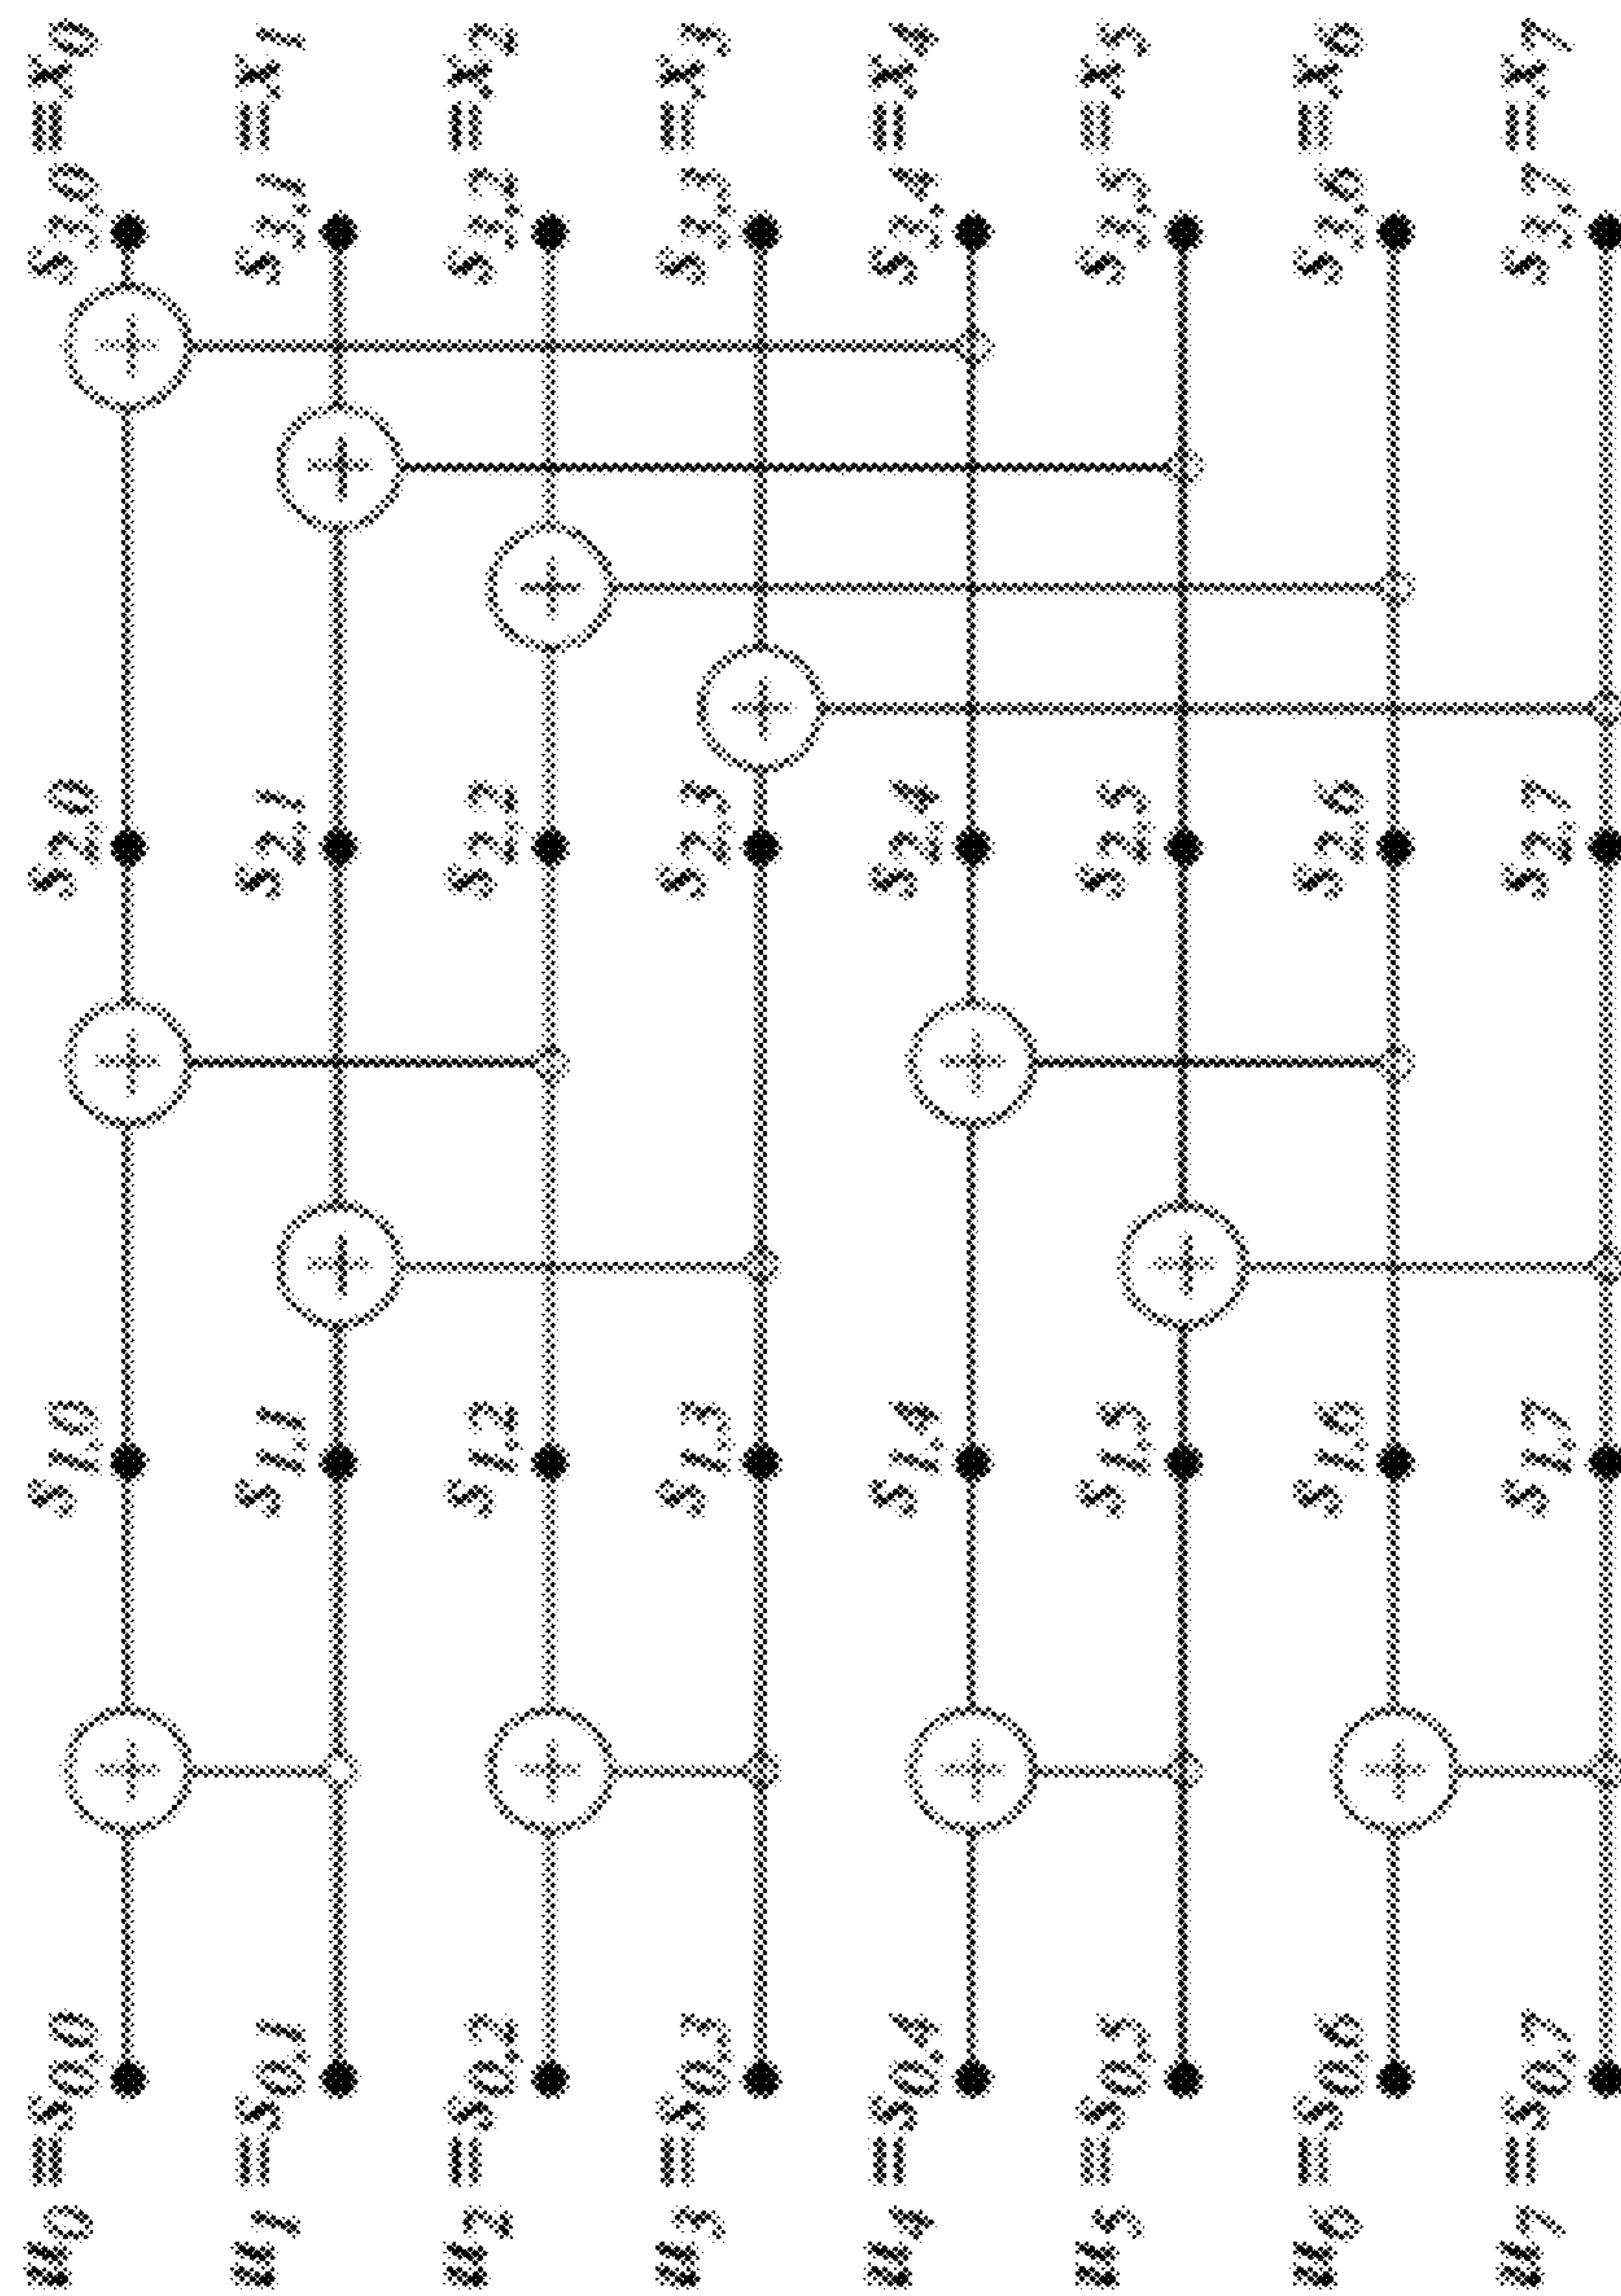 u0 =s0,0 s1,0 s2,0 s3,0 =x0
u1 =s0,1 s1,1 s2,1 s3,1 =x1
u2 =s0,2 s1,2 s2,2 s3,2 =x2
u3 =s0,3 s1,3 s2,3 s3,3 =x3
u4 =s0,4 s1,4 s2,4 s3,4 =x4
u5 =s0,5 s1,5 s2,5 s3,5 =x5
u6 =s0,6 s1,6 s2,6 s3,6 =x6
u7 =s0,7 s1,7 s2,7 s3,7 =x7